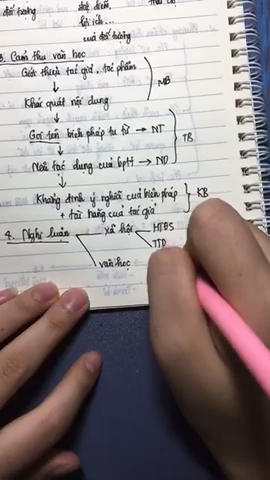 đối tượng đặc điểm,
lợi ích...
của đối tượng
3. Cảm thụ văn học
Giới thiệu tác giả, tác phẩm
MB
Khái quát nội dung
Gọi tên biện pháp tu từ → NT
TB
Nêu tác dụng của bptt → ND
Khẳng định ý nghĩa của biện pháp
+ tài năng của tác giả
KB
4. Nghị luận xã hội HTĐS
TTĐ
văn học